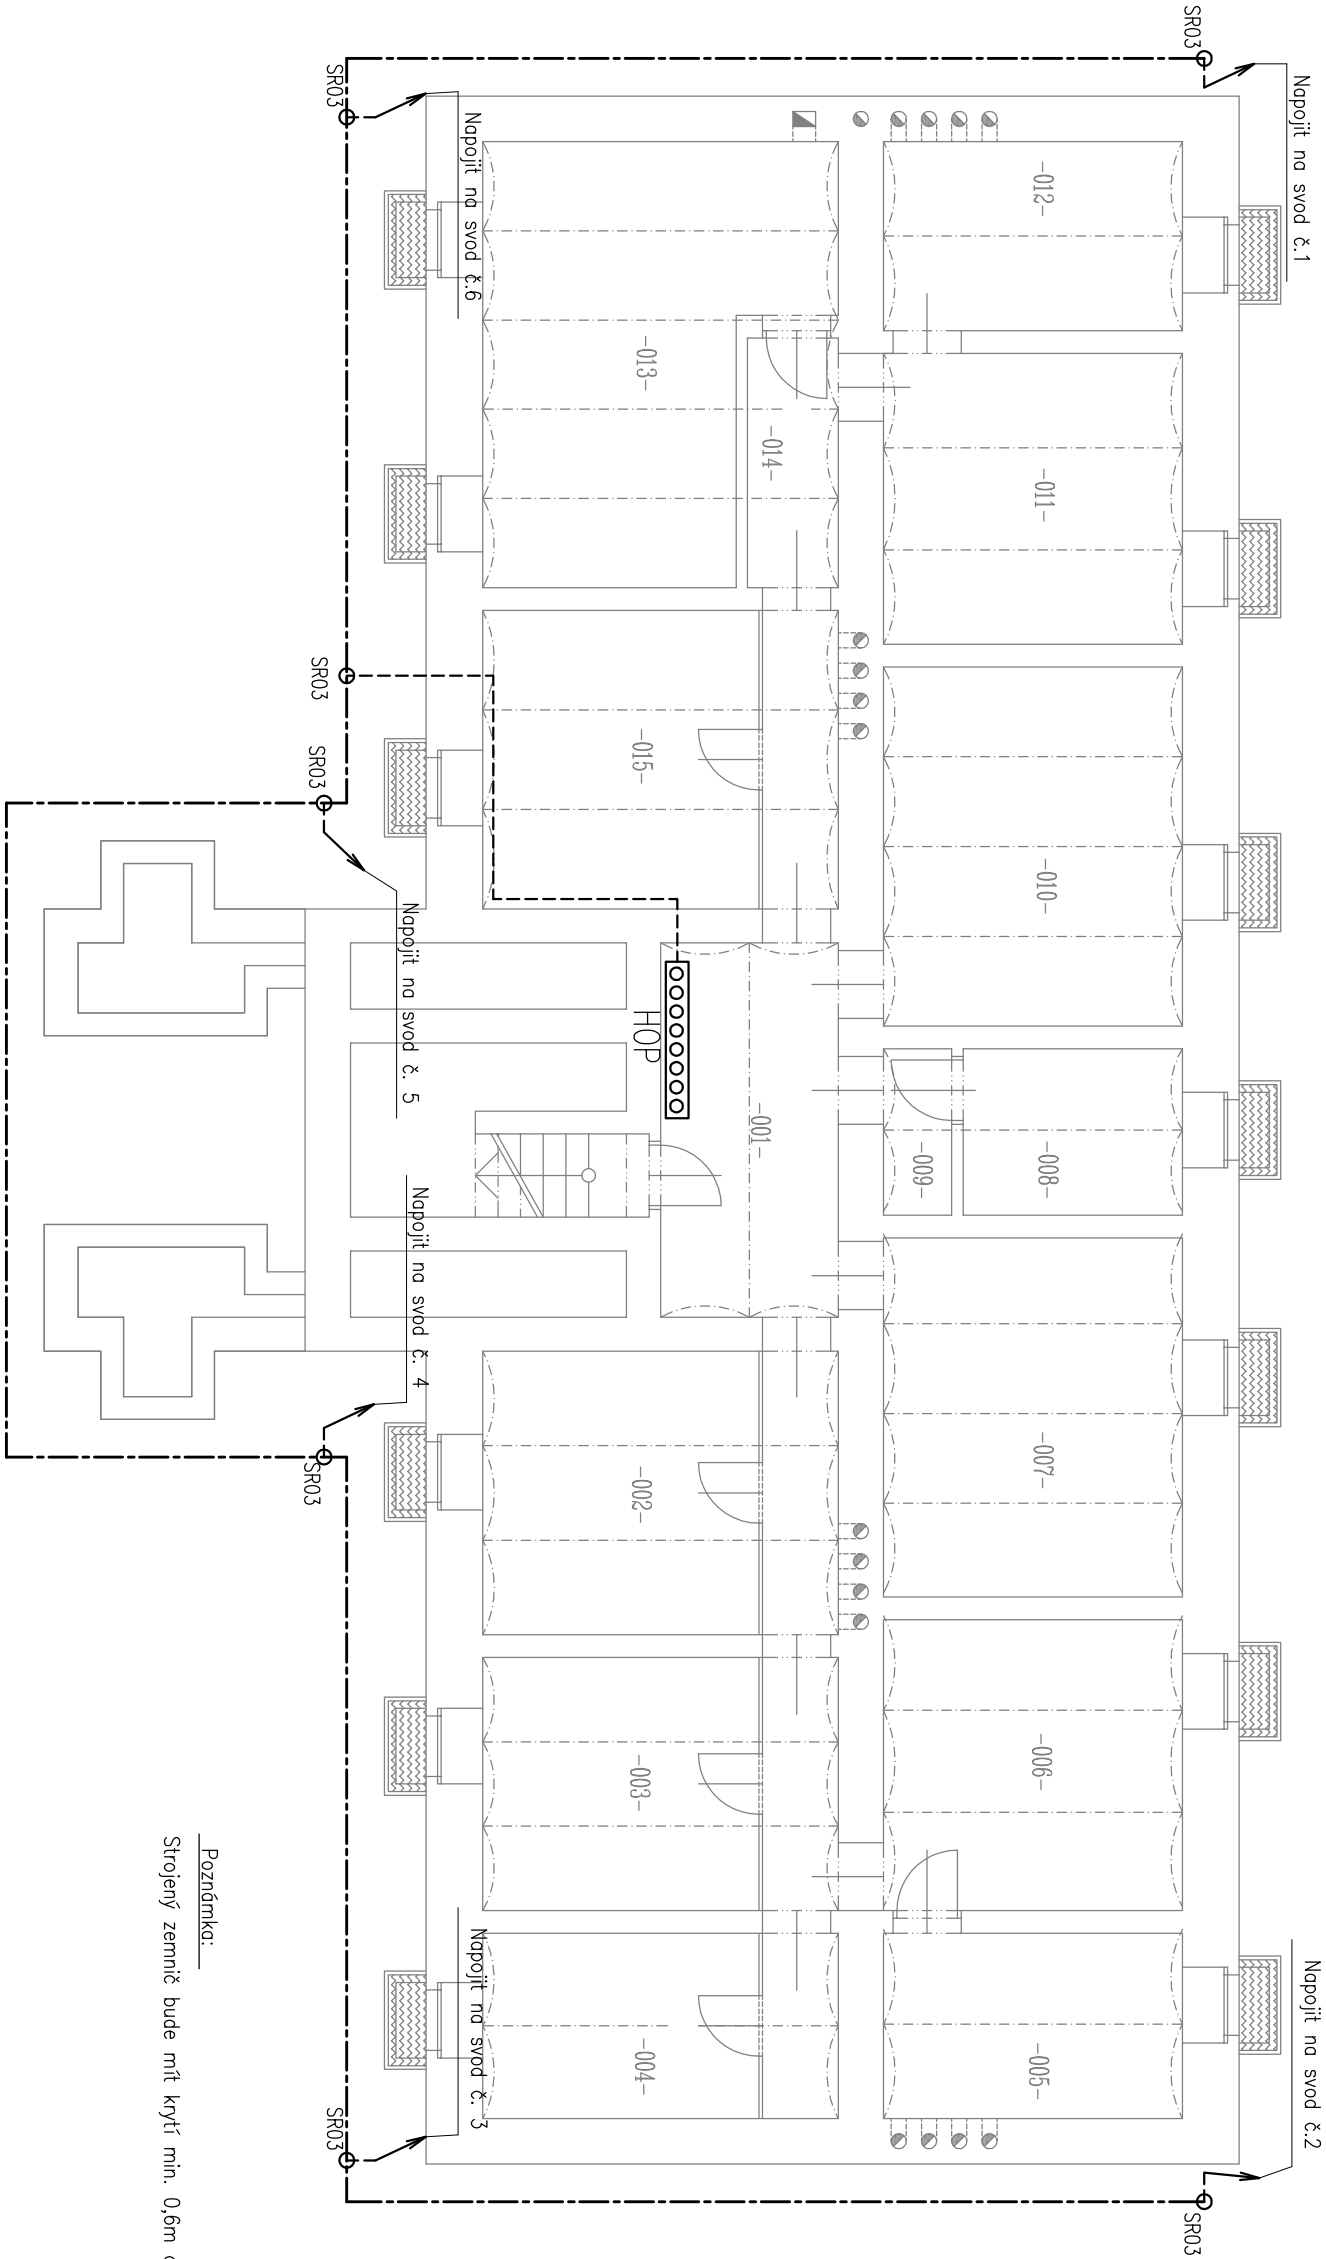 SR03
Napojit na svod č.1
SR03
Napojit na svod č.6
-012-
-013-
-014-
-011-
SR03
SR03
-015-
-010-
Napojit na svod č. 5
HOP
-001-
-009-
-008-
Napojit na svod č. 4
SR03
-002-
-007-
-003-
-006-
Napojit na svod č. 3
-004-
-005-
SR03
Napojit na svod č.2
SR03
Poznámka:
Strojený zemnič bude mít krytí min. 0,6m